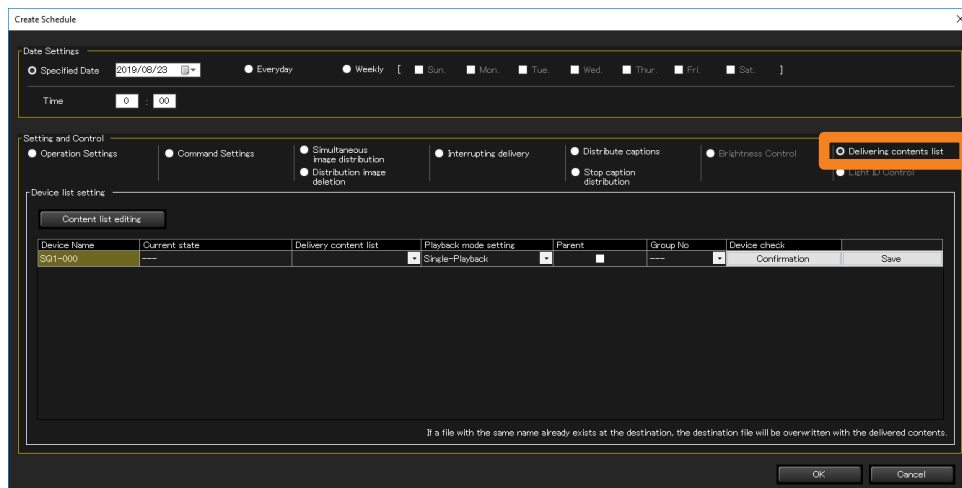 Create Schedule
Date Settings
Specified Date 2019/08/23 Everyday Weekly [ Sun. Mon. Tue. Wed. Thur. Fri. Sat. ]
Time 0 : 00
Setting and Control
Operation Settings
Command Settings
Simultaneous
image distribution
Distribution image
deletion
Interrupting delivery
Distribute captions
Stop caption
distribution
Brightness Control
Delivering contents list
Light ID Control
Device list setting
Content list editing
Device Name Current state Delivery content list Playback mode setting Parent Group No Device check
SQ1-000 --- Single-Playback --- Confirmation Save
If a file with the same name already exists at the destination, the destination file will be overwritten with the delivered contents.
OK Cancel